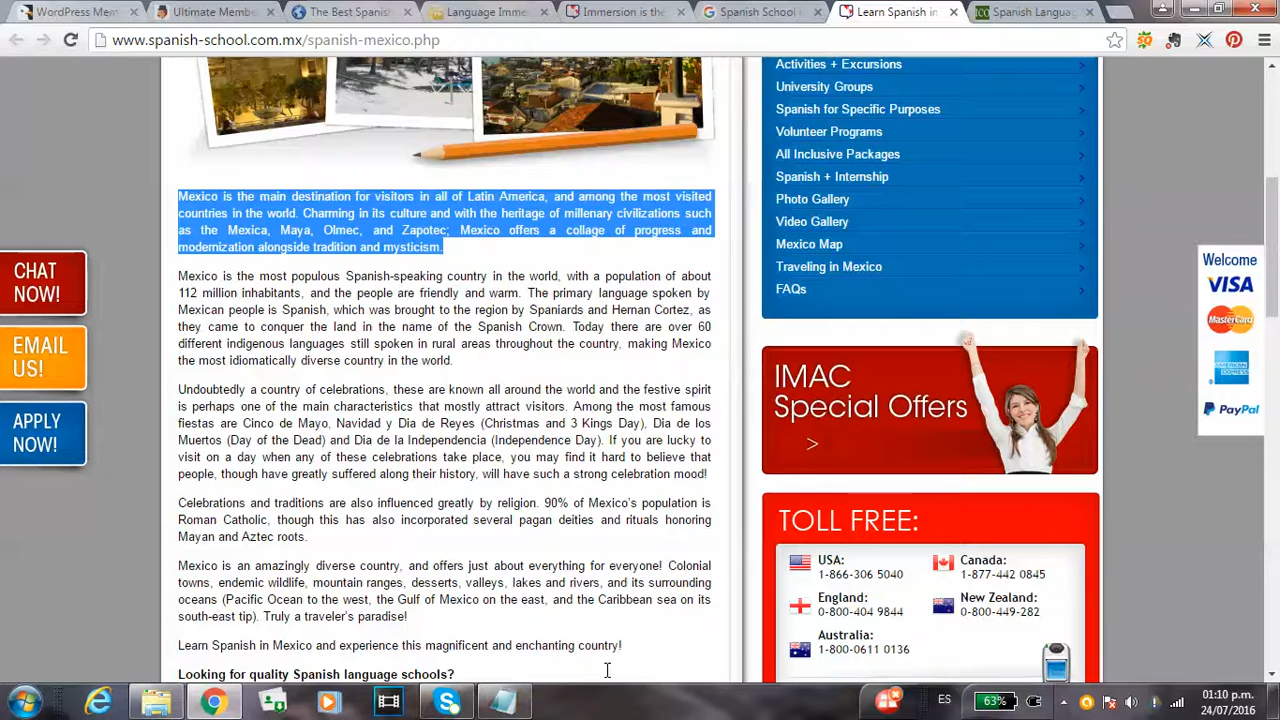 WordPress Mem
Ultimate Membe
The Best Spanis
Language Imme
Immersion is the
Spanish School i
Learn Spanish in
Spanish Langua
www.spanish-school.com.mx/spanish-mexico.php
Activities + Excursions
University Groups
Spanish for Specific Purposes
Volunteer Programs
All Inclusive Packages
Spanish + Internship
Photo Gallery
Video Gallery
Mexico Map
Traveling in Mexico
FAQs
Mexico is the main destination for visitors in all of Latin America, and among the most visited
countries in the world. Charming in its culture and with the heritage of millenary civilizations such
as the Mexica, Maya, Olmec, and Zapotec; Mexico offers a collage of progress and
modernization alongside tradition and mysticism.
Mexico is the most populous Spanish-speaking country in the world, with a population of about
112 million inhabitants, and the people are friendly and warm. The primary language spoken by
Mexican people is Spanish, which was brought to the region by Spaniards and Hernan Cortez, as
they came to conquer the land in the name of the Spanish Crown. Today there are over 60
different indigenous languages still spoken in rural areas throughout the country, making Mexico
the most idiomatically diverse country in the world.
Undoubtedly a country of celebrations, these are known all around the world and the festive spirit
is perhaps one of the main characteristics that mostly attract visitors. Among the most famous
fiestas are Cinco de Mayo, Navidad y Dia de Reyes (Christmas and 3 Kings Day), Dia de los
Muertos (Day of the Dead) and Dia de la Independencia (Independence Day). If you are lucky to
visit on a day when any of these celebrations take place, you may find it hard to believe that
people, though have greatly suffered along their history, will have such a strong celebration mood!
Celebrations and traditions are also influenced greatly by religion. 90% of Mexico's population is
Roman Catholic, though this has also incorporated several pagan deities and rituals honoring
Mayan and Aztec roots.
Mexico is an amazingly diverse country, and offers just about everything for everyone! Colonial
towns, endemic wildlife, mountain ranges, desserts, valleys, lakes and rivers, and its surrounding
oceans (Pacific Ocean to the west, the Gulf of Mexico on the east, and the Caribbean sea on its
south-east tip). Truly a traveler's paradise!
Learn Spanish in Mexico and experience this magnificent and enchanting country!
Looking for quality Spanish language schools?
CHAT
NOW!
EMAIL
US!
APPLY
NOW!
Welcome
VISA
MasterCard
AMERICAN
EXPRESS
PayPal
IMAC
Special Offers
>
TOLL FREE:
USA:
1-866-306 5040
Canada:
1-877-442 0845
England:
0-800-404 9844
New Zealand:
0-800-449-282
Australia:
1-800-0611 0136
ES
63%
01:10 p.m.
24/07/2016